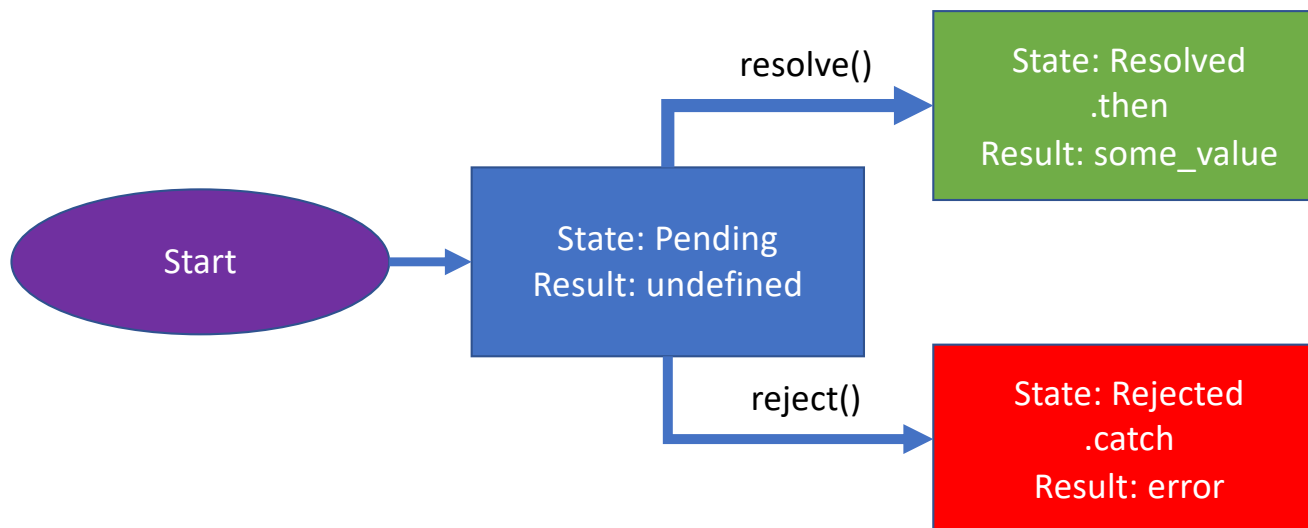 Start
State: Pending
Result: undefined
resolve()
State: Resolved
.then
Result: some_value
reject()
State: Rejected
.catch
Result: error